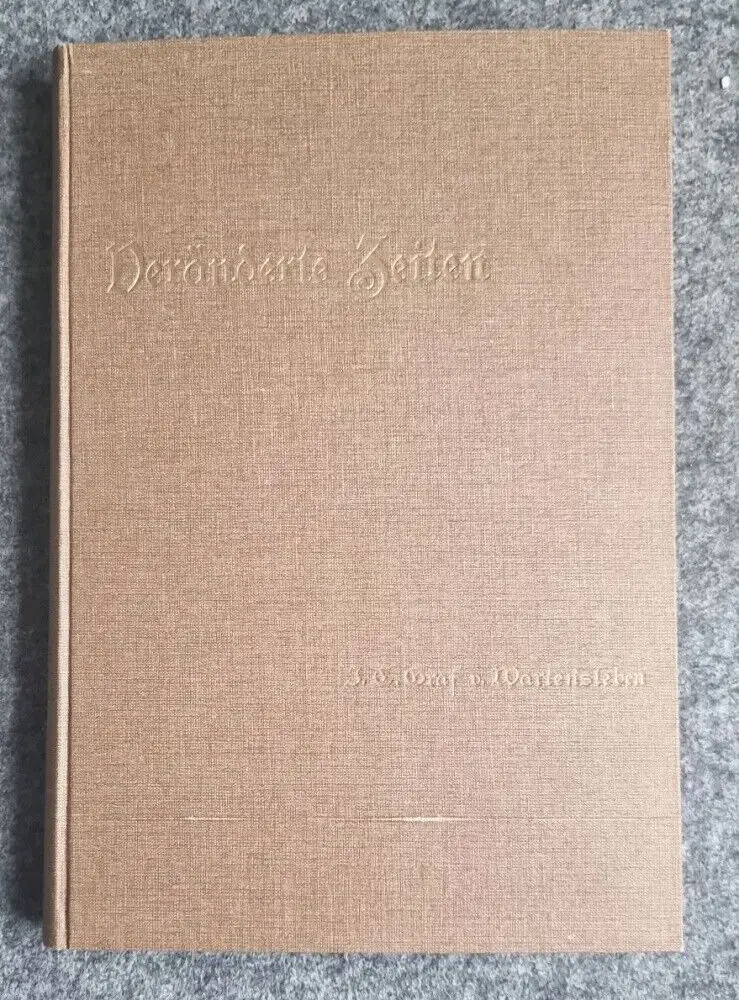 Veränderte Zeiten
J. C. Graf v. Wartensleben